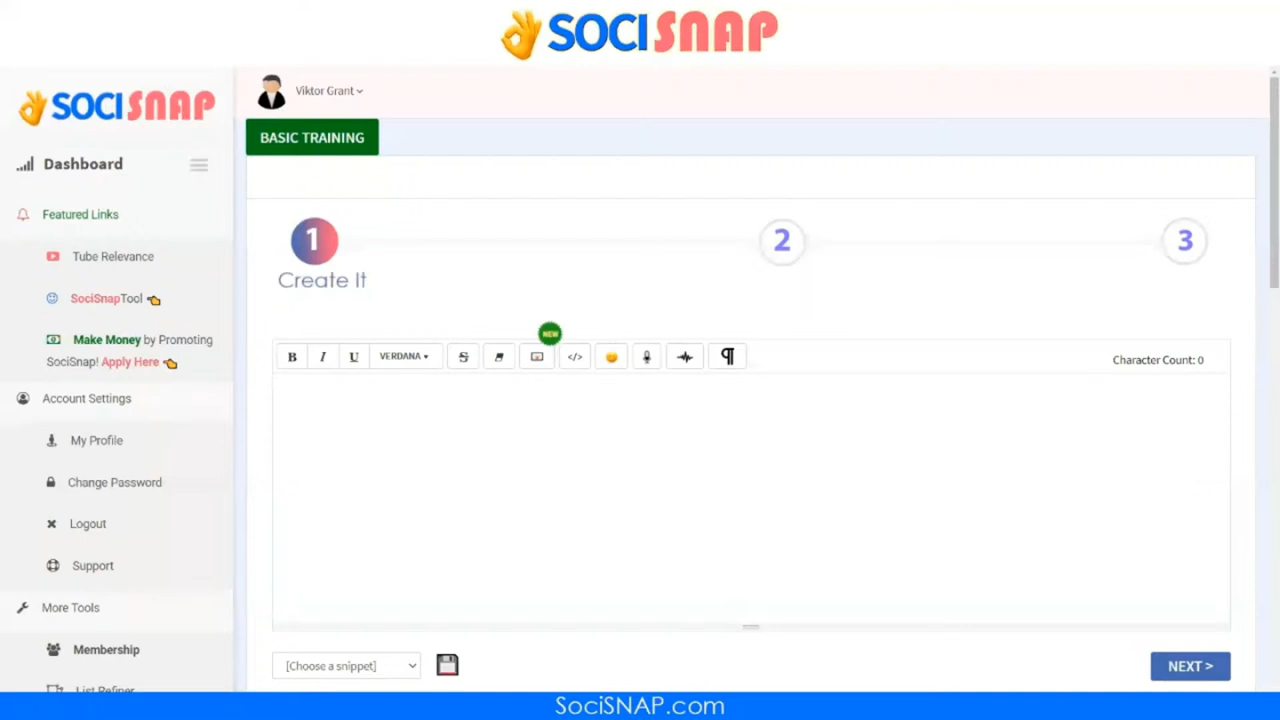 SOCISNAP
SOCISNAP
Viktor Grant
BASIC TRAINING
Dashboard
Featured Links
Tube Relevance
SociSnapTool
Make Money by Promoting
SociSnap! Apply Here
Account Settings
My Profile
Change Password
Logout
Support
More Tools
Membership
List Refiner
1
2
3
Create It
NEW
B I U VERDANA S </> ¶
Character Count: 0
[Choose a snippet]
NEXT >
SociSNAP.com